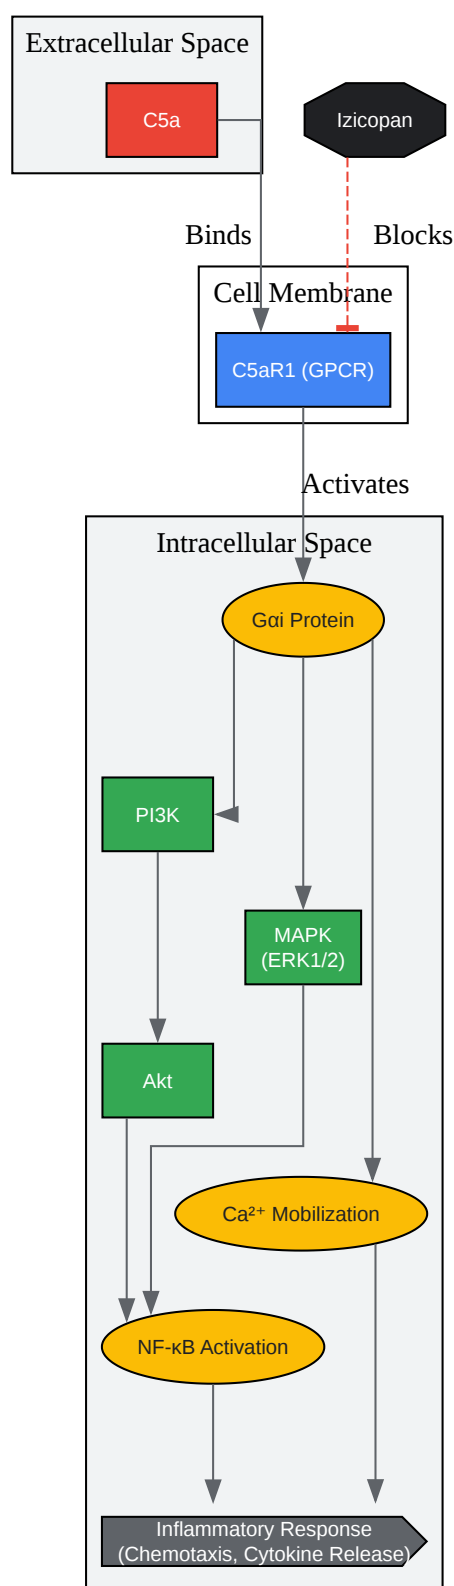 Extracellular Space
C5a
Izicopan
Binds
Blocks
Cell Membrane
C5aR1 (GPCR)
Activates
Intracellular Space
Gαi Protein
PI3K
MAPK
(ERK1/2)
Akt
Ca²⁺ Mobilization
NF-κB Activation
Inflammatory Response
(Chemotaxis, Cytokine Release)